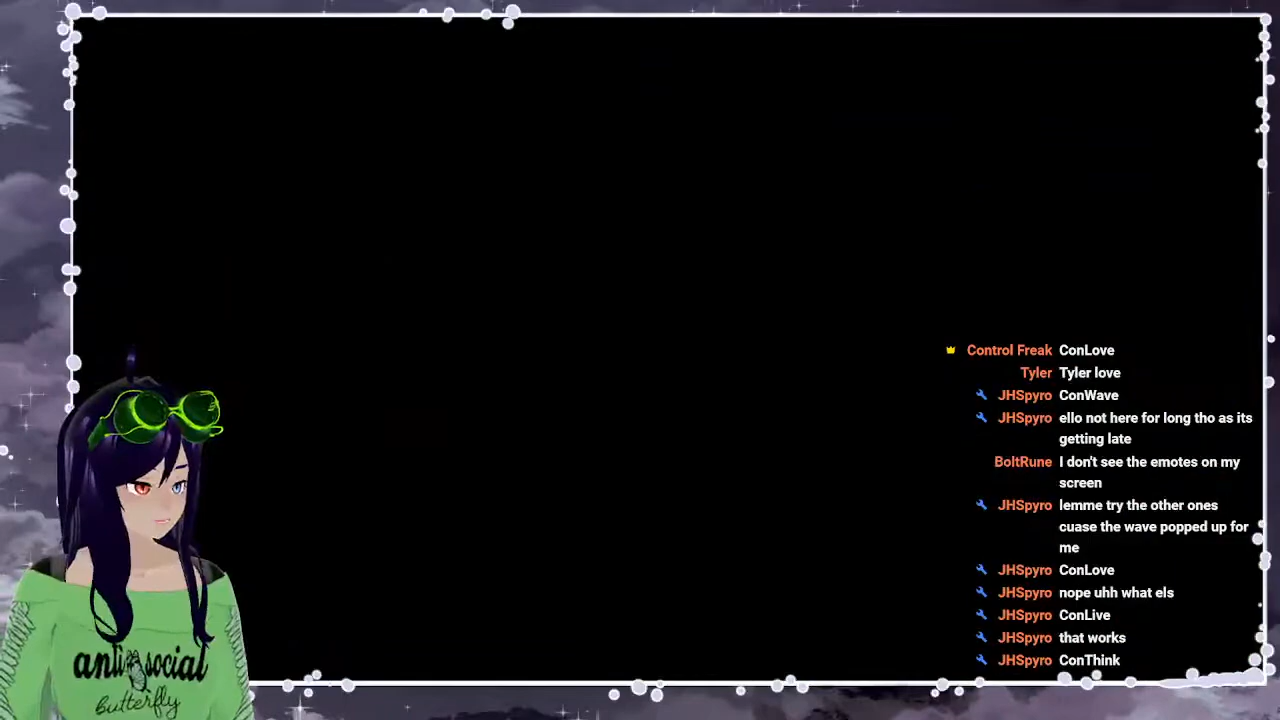 Control Freak ConLove
Tyler Tyler love
JHSpyro ConWave
JHSpyro ello not here for long tho as its
getting late
BoltRune I don't see the emotes on my
screen
JHSpyro lemme try the other ones
cuase the wave popped up for
me
JHSpyro ConLove
JHSpyro nope uhh what els
JHSpyro ConLive
JHSpyro that works
JHSpyro ConThink
anti social
butterfly